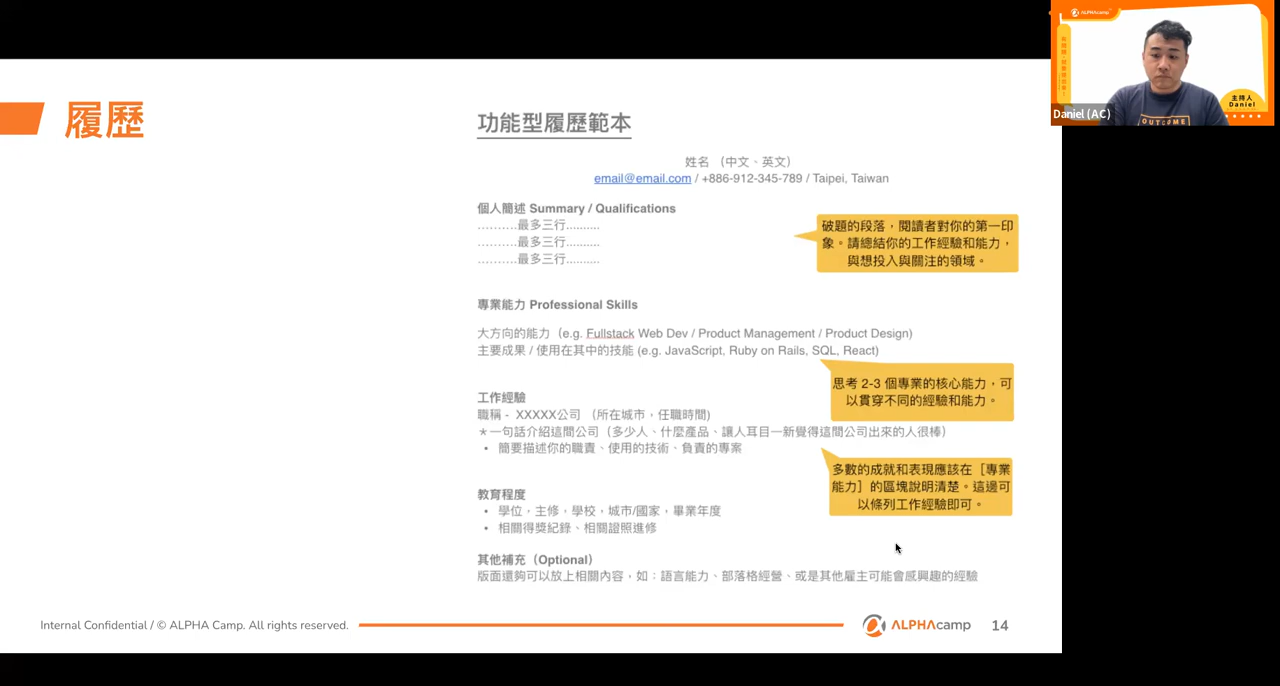 履歷
功能型履歷範本
姓名 （中文、英文）
email@email.com / +886-912-345-789 / Taipei, Taiwan
個人簡述 Summary / Qualifications
..........最多三行.........
..........最多三行.........
..........最多三行.........
破題的段落，閱讀者對你的第一印
象。請總結你的工作經驗和能力，
與想投入與關注的領域。
專業能力 Professional Skills
大方向的能力（e.g. Fullstack Web Dev / Product Management / Product Design)
主要成果 / 使用在其中的技能 (e.g. JavaScript, Ruby on Rails, SQL, React)
思考 2-3 個專業的核心能力，可
以貫穿不同的經驗和能力。
工作經驗
職稱 - XXXXX公司 （所在城市，任職時間)
＊一句話介紹這間公司（多少人、什麼產品、讓人耳目一新覺得這間公司出來的人很棒）
• 簡要描述你的職責、使用的技術、負責的專案
多數的成就和表現應該在［專業
能力］的區塊說明清楚。這邊可
以條列工作經驗即可。
教育程度
• 學位，主修，學校，城市/國家，畢業年度
• 相關得獎紀錄、相關證照進修
其他補充（Optional）
版面還夠可以放上相關內容，如：語言能力、部落格經營、或是其他雇主可能會感興趣的經驗
Internal Confidential / © ALPHA Camp. All rights reserved.
ALPHAcamp
14
ALPHAcamp
主持人
Daniel
OUTCOME
Daniel (AC)